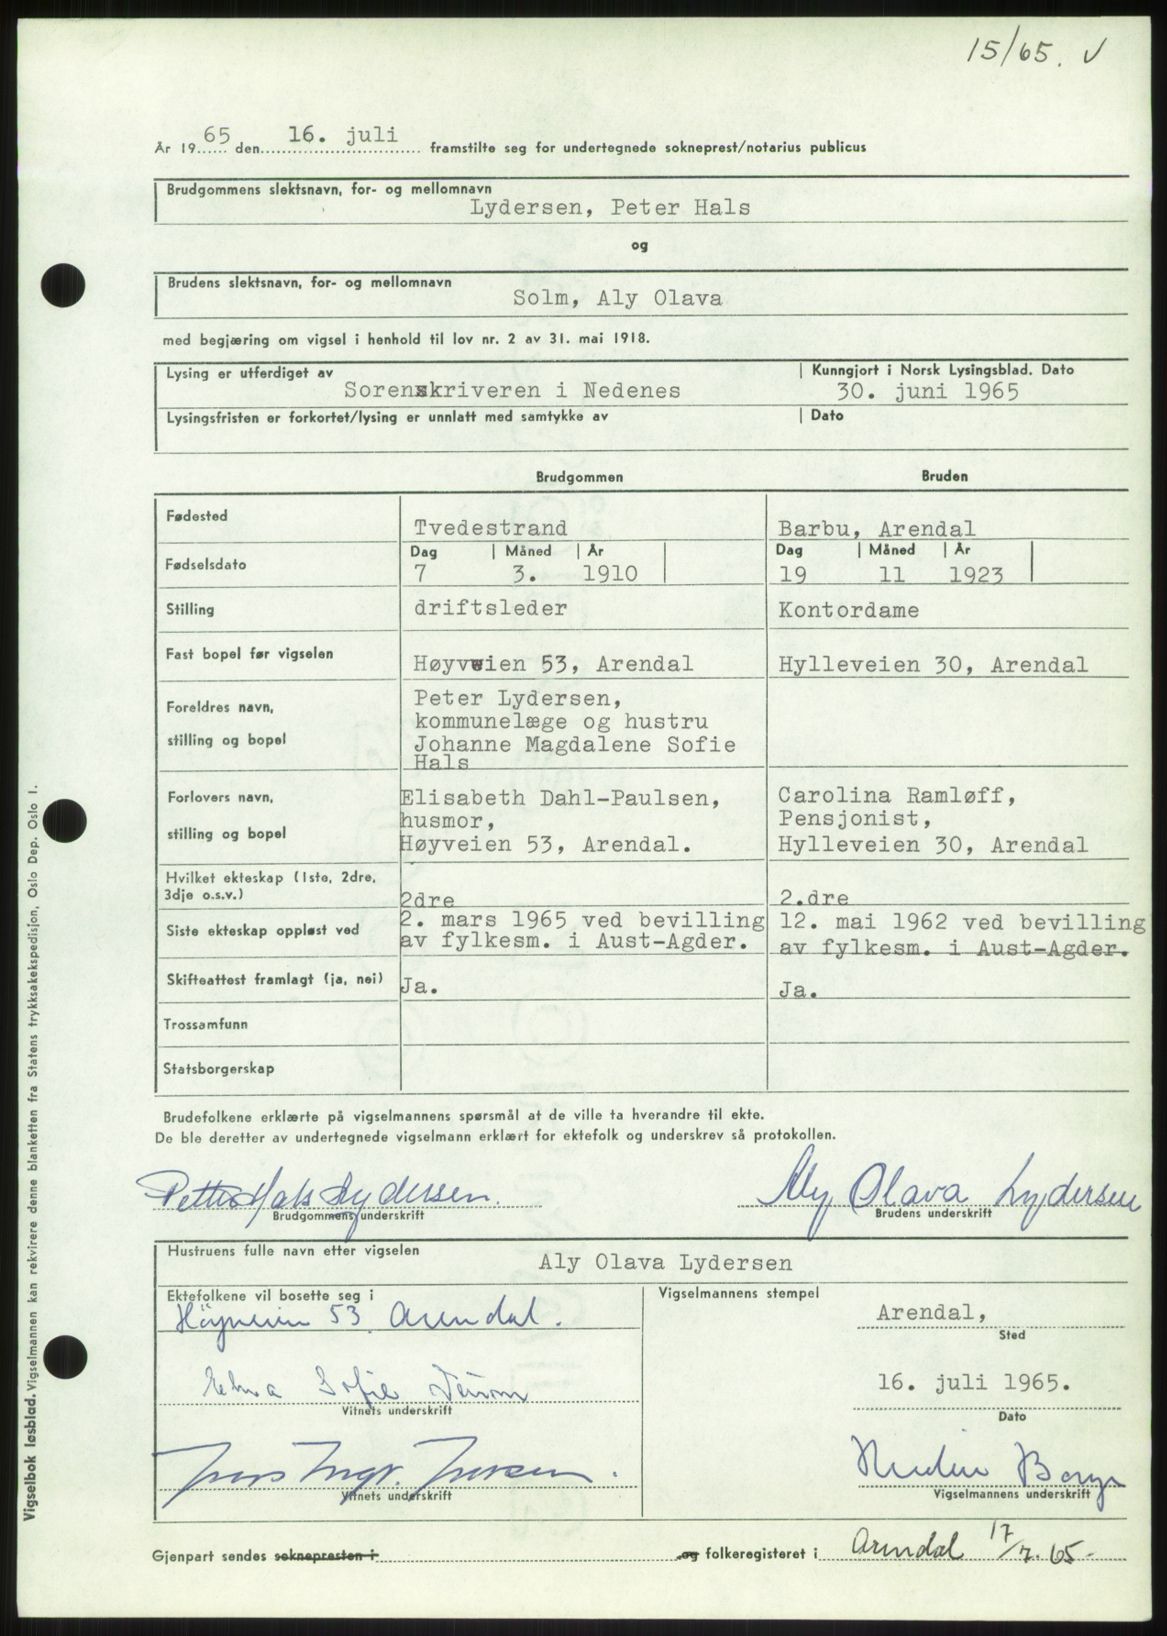 15/65. V
År 1965 den 16. juli framstilte seg for undertegnede sokneprest/notarius publicus
Brudgommens slektsnavn, for- og mellomnavn
Lydersen, Peter Hals
og
Brudens slektsnavn, for- og mellomnavn
Solm, Aly Olava
med begjæring om vigsel i henhold til lov nr. 2 av 31. mai 1918.
Lysing er utferdiget av | Kunngjort i Norsk Lysingsblad. Dato
Sorenskriveren i Nedenes 30. juni 1965
Lysingsfristen er forkortet/lysing er unnlatt med samtykke av | Dato
Brudgommen Bruden
Fødested Tvedestrand Barbu, Arendal
Dag | Måned | År Dag | Måned | År
Fødselsdato 7 3. 1910 19 11 1923
Stilling driftsleder Kontordame
Fast bopel før vigselen Høyveien 53, Arendal Hylleveien 30, Arendal
Foreldres navn,
stilling og bopel
Peter Lydersen,
kommunelæge og hustru
Johanne Magdalene Sofie
Hals
Forlovers navn,
stilling og bopel
Elisabeth Dahl-Paulsen,
husmor,
Høyveien 53, Arendal.
Carolina Ramløff,
Pensjonist,
Hylleveien 30, Arendal
Hvilket ekteskap (1ste, 2dre,
3dje o.s.v.) 2dre 2.dre
Siste ekteskap oppløst ved
2. mars 1965 ved bevilling
av fylkesm. i Aust-Agder.
12. mai 1962 ved bevilling
av fylkesm. i Aust-Agder.
Skifteattest framlagt (ja, nei) Ja. Ja.
Trossamfunn
Statsborgerskap
Brudefolkene erklærte på vigselmannens spørsmål at de ville ta hverandre til ekte.
De ble deretter av undertegnede vigselmann erklært for ektefolk og underskrev så protokollen.
Petter Hals Lydersen. Aly Olava Lydersen
Brudgommens underskrift Brudens underskrift
Hustruens fulle navn etter vigselen
Aly Olava Lydersen
Ektefolkene vil bosette seg i
Höyveien 53, Arendal.
Vigselmannens stempel
Arendal,
Sted
Sofie
Vitnets underskrift
16. juli 1965.
Dato
Vitnets underskrift
Vigselmannens underskrift
Gjenpart sendes sokneprest​en i og folkeregisteret i Arendal 17/7.65.
Vigselbok løsblad. Vigselmannen kan rekvirere denne blanketten fra Statens trykksakekspedisjon, Oslo Dep. Oslo 1.